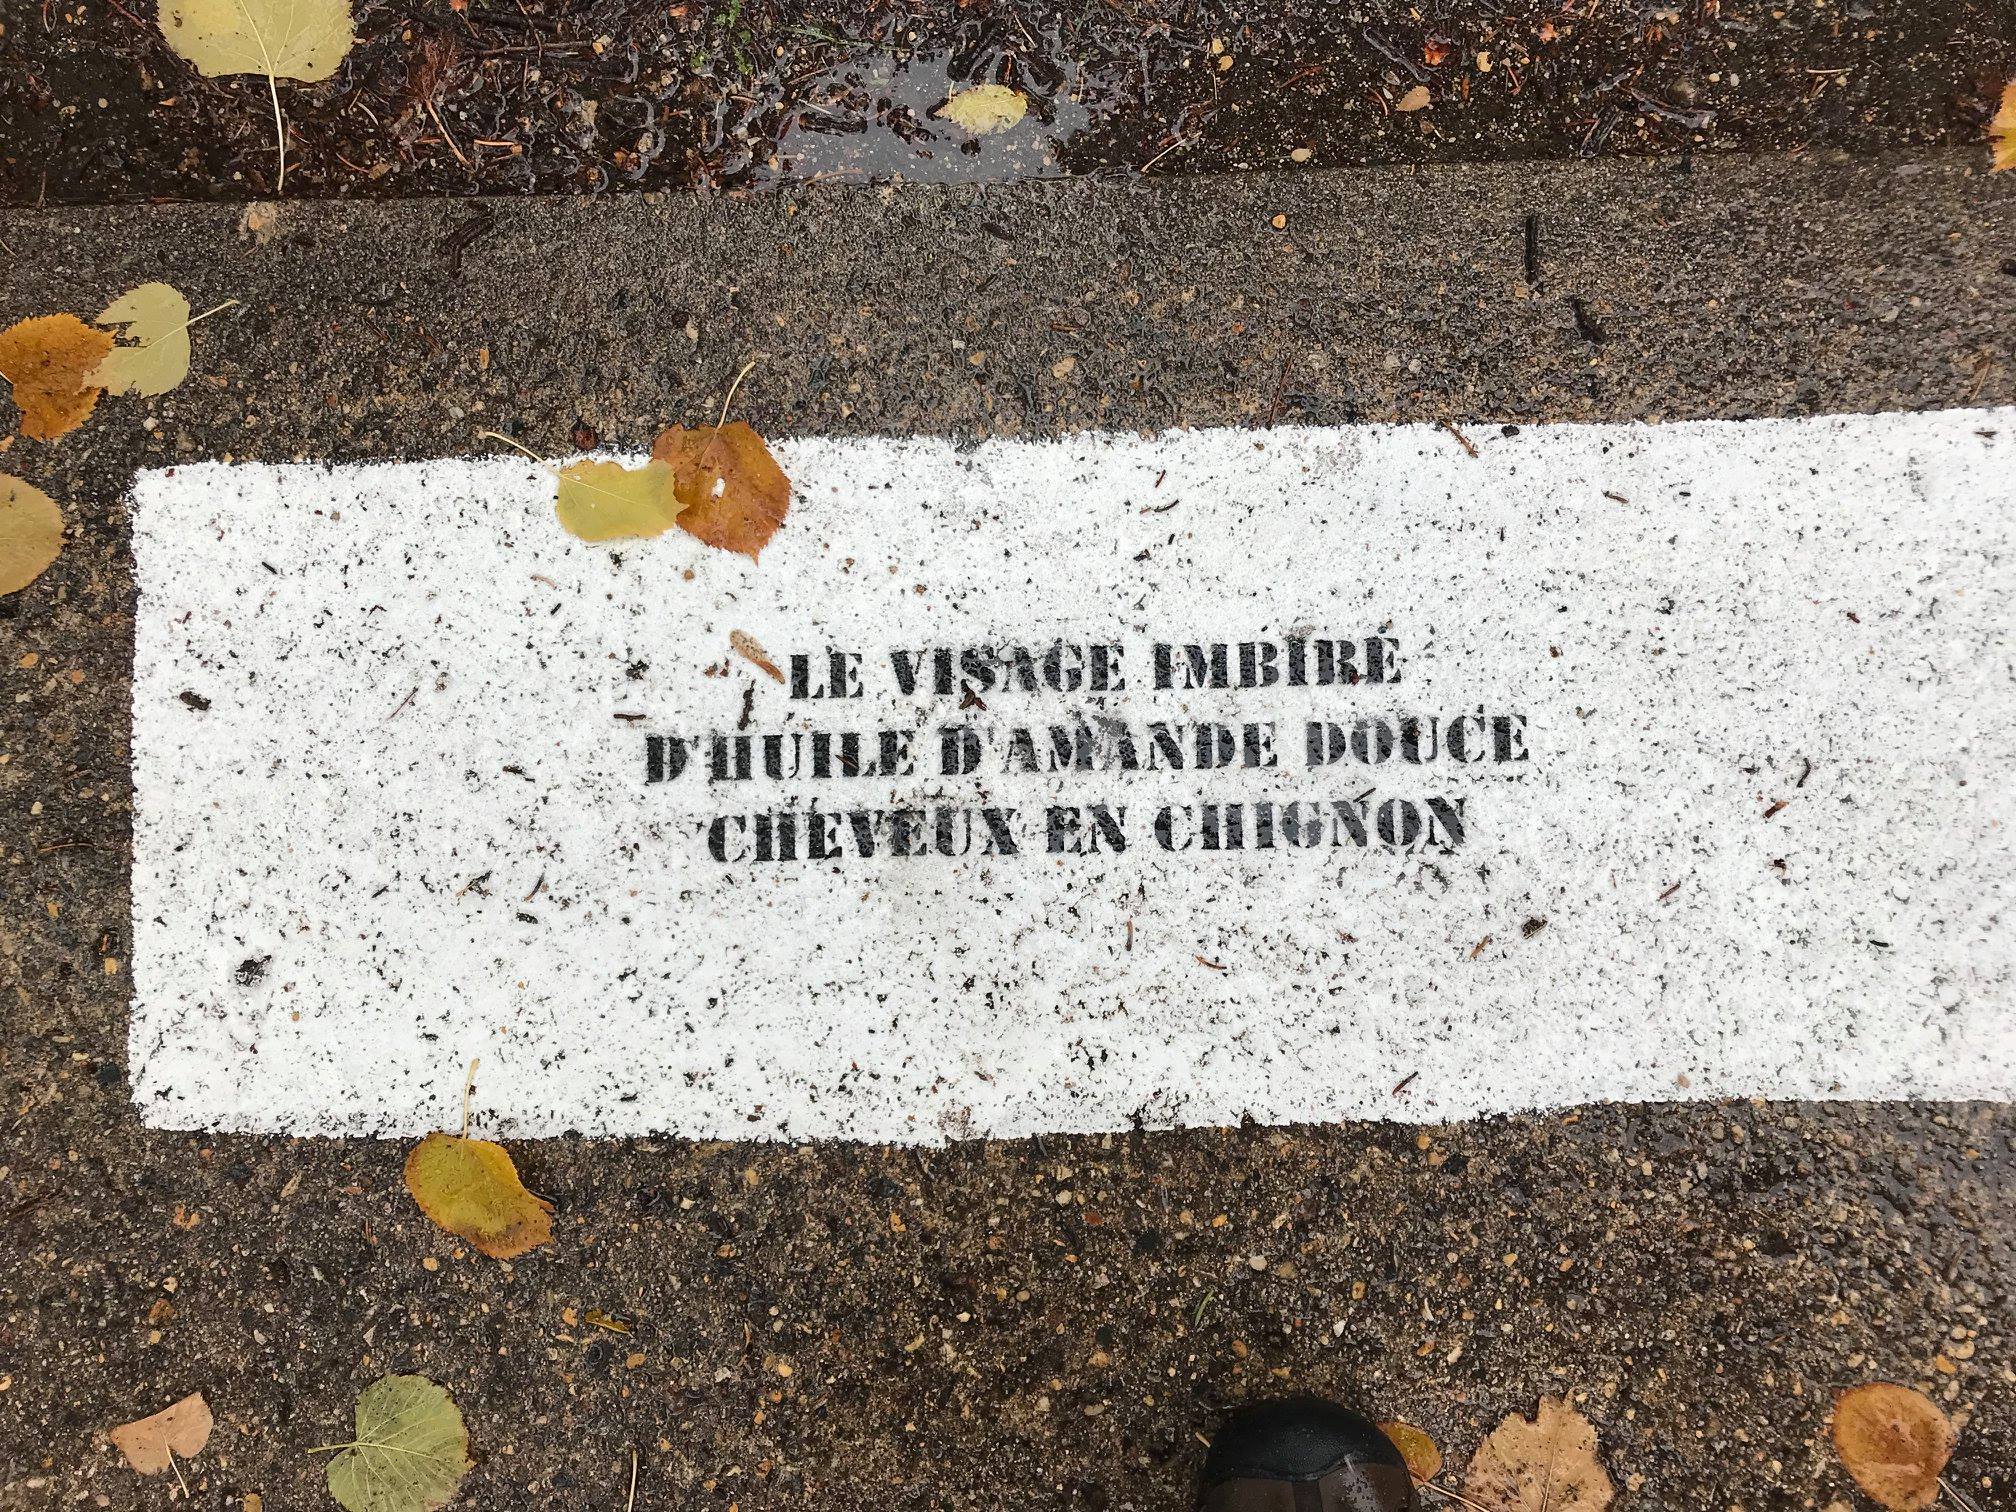 LE VISAGE IMBIBÉ
D'HUILE D'AMANDE DOUCE
CHEVEUX EN CHIGNON